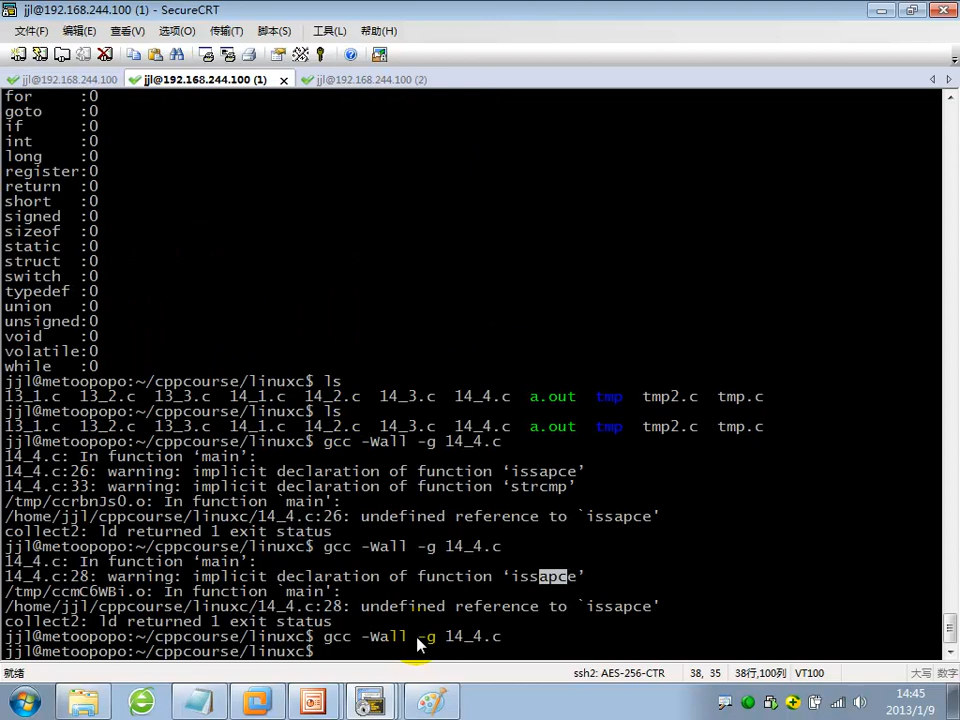 jjl@192.168.244.100 (1) - SecureCRT
文件(F) 编辑(E) 查看(V) 选项(O) 传输(T) 脚本(S) 工具(L) 帮助(H)
jjl@192.168.244.100 jjl@192.168.244.100 (1) jjl@192.168.244.100 (2)
for :0
goto :0
if :0
int :0
long :0
register:0
return :0
short :0
signed :0
sizeof :0
static :0
struct :0
switch :0
typedef :0
union :0
unsigned:0
void :0
volatile:0
while :0
jjl@metoopopo:~/cppcourse/linuxc$ ls
13_1.c 13_2.c 13_3.c 14_1.c 14_2.c 14_3.c 14_4.c a.out tmp tmp2.c tmp.c
jjl@metoopopo:~/cppcourse/linuxc$ ls
13_1.c 13_2.c 13_3.c 14_1.c 14_2.c 14_3.c 14_4.c a.out tmp tmp2.c tmp.c
jjl@metoopopo:~/cppcourse/linuxc$ gcc -Wall -g 14_4.c
14_4.c: In function ‘main’:
14_4.c:26: warning: implicit declaration of function ‘issapce’
14_4.c:33: warning: implicit declaration of function ‘strcmp’
/tmp/ccrbnJsO.o: In function `main':
/home/jjl/cppcourse/linuxc/14_4.c:26: undefined reference to `issapce'
collect2: ld returned 1 exit status
jjl@metoopopo:~/cppcourse/linuxc$ gcc -Wall -g 14_4.c
14_4.c: In function ‘main’:
14_4.c:28: warning: implicit declaration of function ‘issapce’
/tmp/ccmC6WBi.o: In function `main':
/home/jjl/cppcourse/linuxc/14_4.c:28: undefined reference to `issapce'
collect2: ld returned 1 exit status
jjl@metoopopo:~/cppcourse/linuxc$ gcc -Wall -g 14_4.c
jjl@metoopopo:~/cppcourse/linuxc$
就绪 ssh2: AES-256-CTR 38, 35 38行,100列 VT100 大写 数字
14:45
2013/1/9